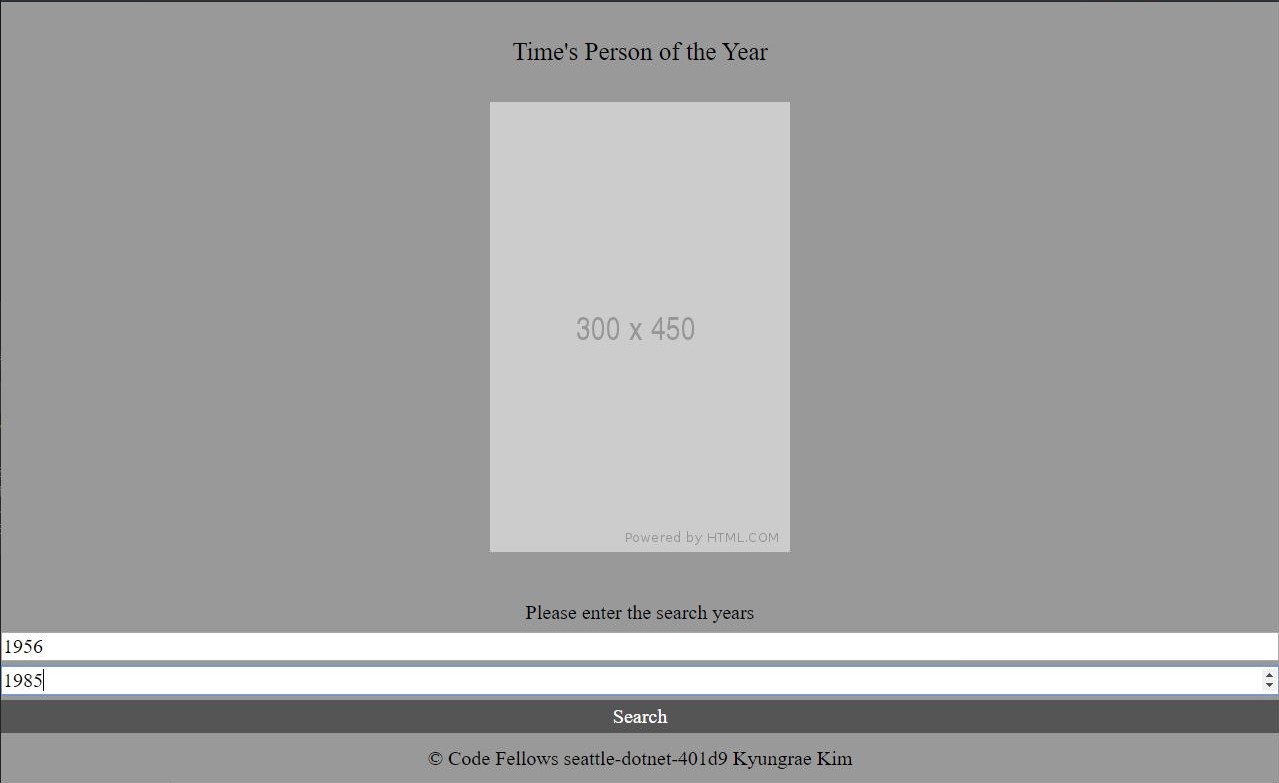 Time's Person of the Year
300 x 450
Powered by HTML.COM
Please enter the search years
1956
1985
Search
© Code Fellows seattle-dotnet-401d9 Kyungrae Kim